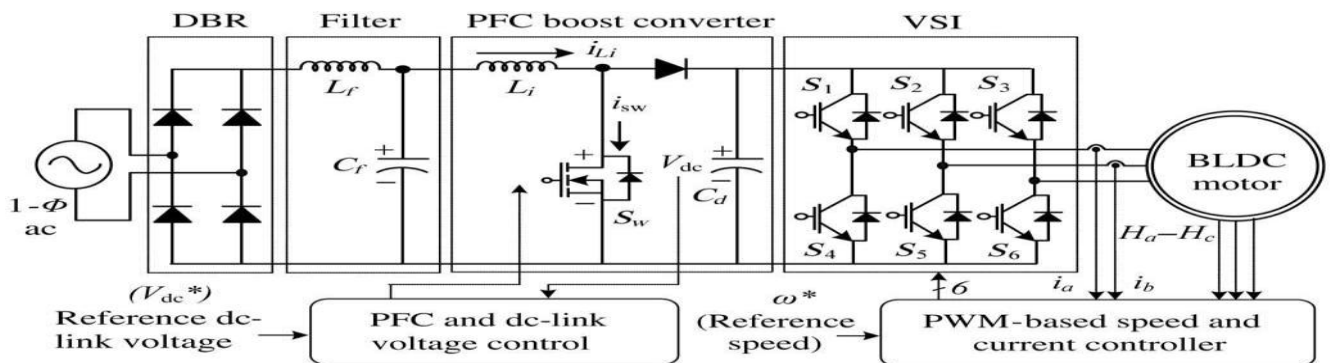 DBR
Filter
PFC boost converter
VSI
i_Li
L_f
L_i
S_1
S_2
S_3
i_sw
C_f
+
−
+
−
V_dc
+
−
C_d
S_w
BLDC
motor
1-Φ
ac
S_4
S_5
S_6
H_a–H_c
(V_dc*)
Reference dc-
link voltage
PFC and dc-link
voltage control
ω*
(Reference
speed)
6
i_a
i_b
PWM-based speed and
current controller